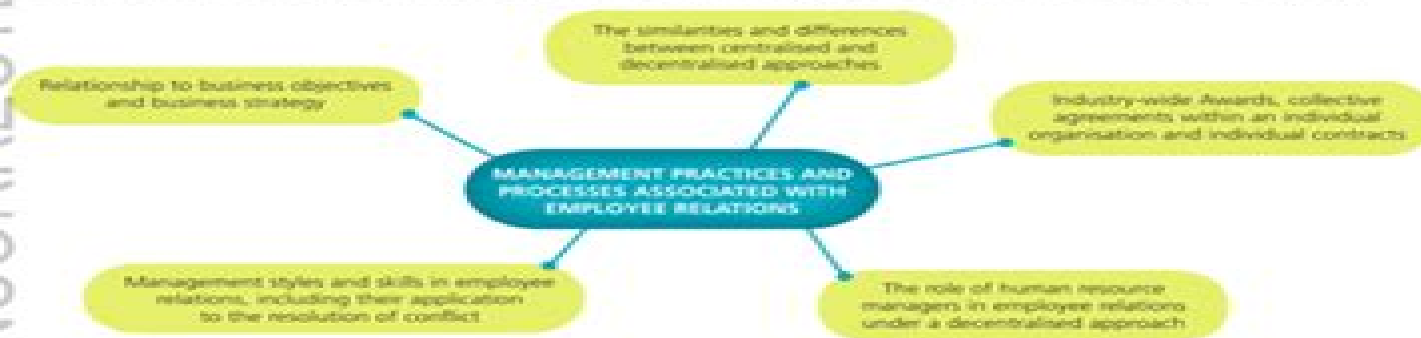 The similarities and differences
between centralised and
decentralised approaches
Relationship to business objectives
and business strategy
Industry-wide Awards, collective
agreements within an individual
organisation and individual contracts
MANAGEMENT PRACTICES AND
PROCESSES ASSOCIATED WITH
EMPLOYEE RELATIONS
Management styles and skills in employee
relations, including their application
to the resolution of conflict
The role of human resource
managers in employee relations
under a decentralised approach